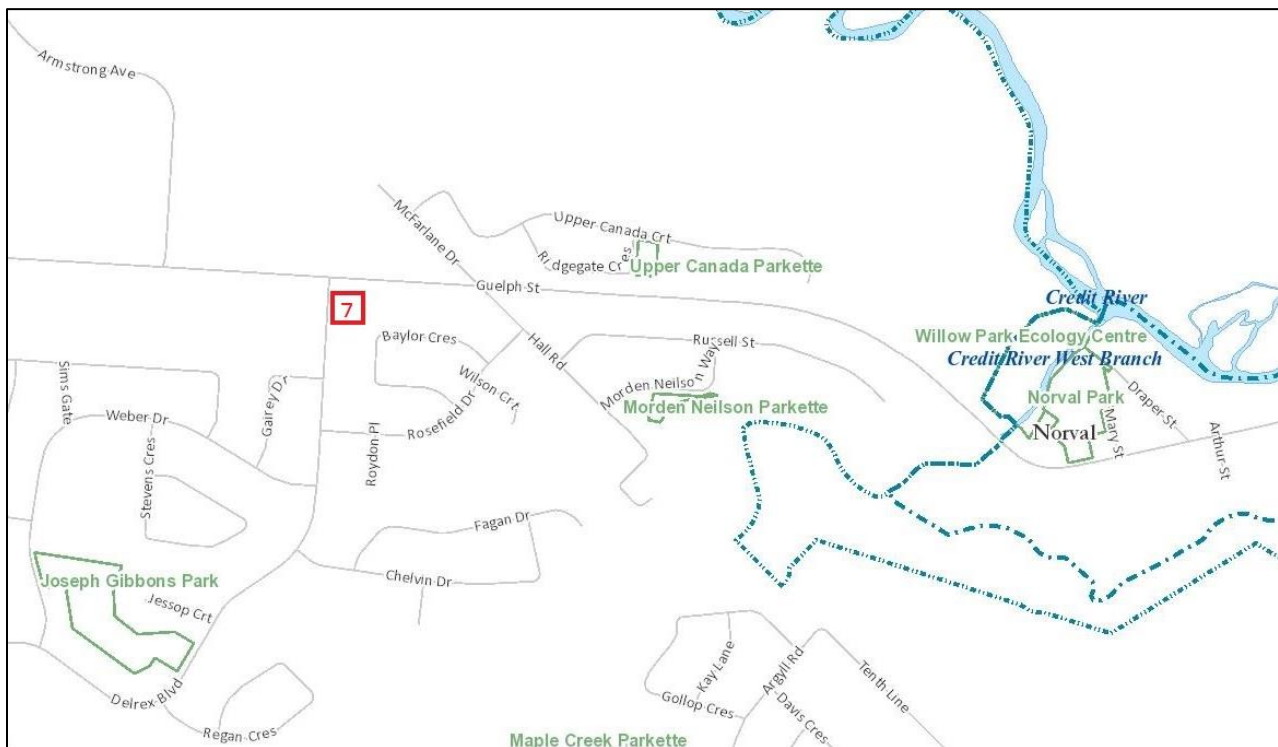 Armstrong Ave
McFarlane Dr
Upper Canada Crt
Ridgegate Cres
Upper Canada Parkette
Guelph St
7
Credit River
Willow Park Ecology Centre
Credit River West Branch
Baylor Cres
Hall Rd
Russell St
Sims Gate
Gairey Dr
Wilson Crt
Morden Neilson Way
Morden Neilson Parkette
Norval Park
Draper St
Weber Dr
Rosefield Dr
Roydon Pl
Norval
Mary St
Arthur St
Stevens Cres
Fagan Dr
Chelvin Dr
Joseph Gibbons Park
Jessop Crt
Delrex Blvd
Regan Cres
Kay Lane
Argyll Rd
Tenth Line
Gollop Cres
Davis Cres
Maple Creek Parkette